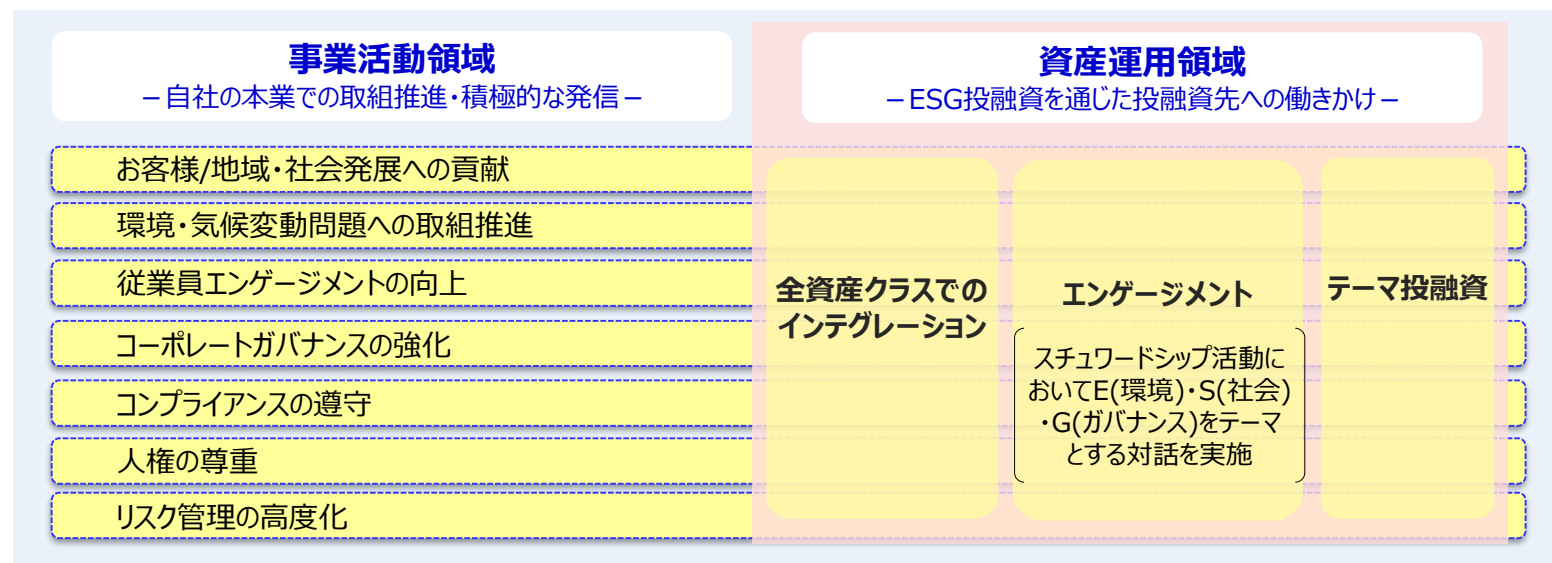 事業活動領域
－自社の本業での取組推進・積極的な発信－
資産運用領域
－ESG投融資を通じた投融資先への働きかけ－
お客様/地域・社会発展への貢献
環境・気候変動問題への取組推進
従業員エンゲージメントの向上
コーポレートガバナンスの強化
コンプライアンスの遵守
人権の尊重
リスク管理の高度化
全資産クラスでの
インテグレーション
エンゲージメント
スチュワードシップ活動に
おいてE(環境)・S(社会)
・G(ガバナンス)をテーマ
とする対話を実施
テーマ投融資